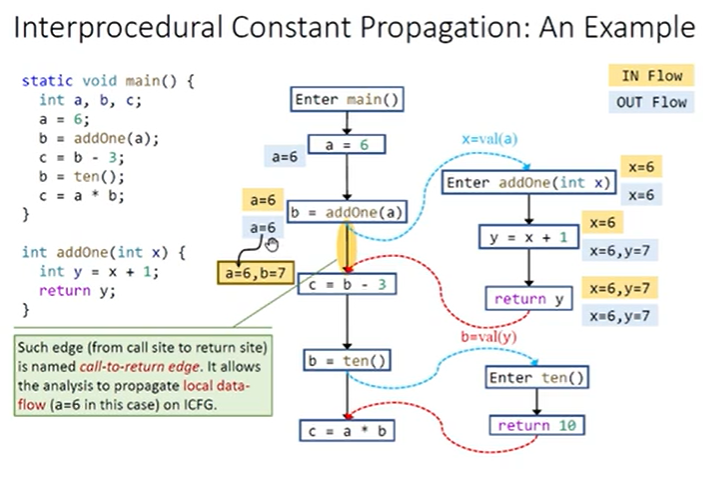 Interprocedural Constant Propagation: An Example
static void main() {
int a, b, c;
a = 6;
b = addOne(a);
c = b - 3;
b = ten();
c = a * b;
}
int addOne(int x) {
int y = x + 1;
return y;
}
Such edge (from call site to return site)
is named call-to-return edge. It allows
the analysis to propagate local data-
flow (a=6 in this case) on ICFG.
IN Flow
OUT Flow
Enter main()
a = 6
a=6
a=6
b = addOne(a)
a=6
a=6,b=7
c = b - 3
b = ten()
c = a * b
x=val(a)
Enter addOne(int x)
x=6
x=6
y = x + 1
x=6
x=6,y=7
return y
x=6,y=7
x=6,y=7
b=val(y)
Enter ten()
return 10